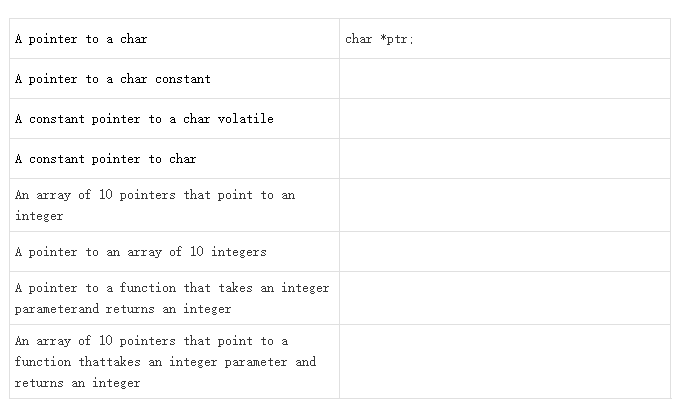 A pointer to a char
char *ptr;
A pointer to a char constant
A constant pointer to a char volatile
A constant pointer to char
An array of 10 pointers that point to an
integer
A pointer to an array of 10 integers
A pointer to a function that takes an integer
parameterand returns an integer
An array of 10 pointers that point to a
function thattakes an integer parameter and
returns an integer